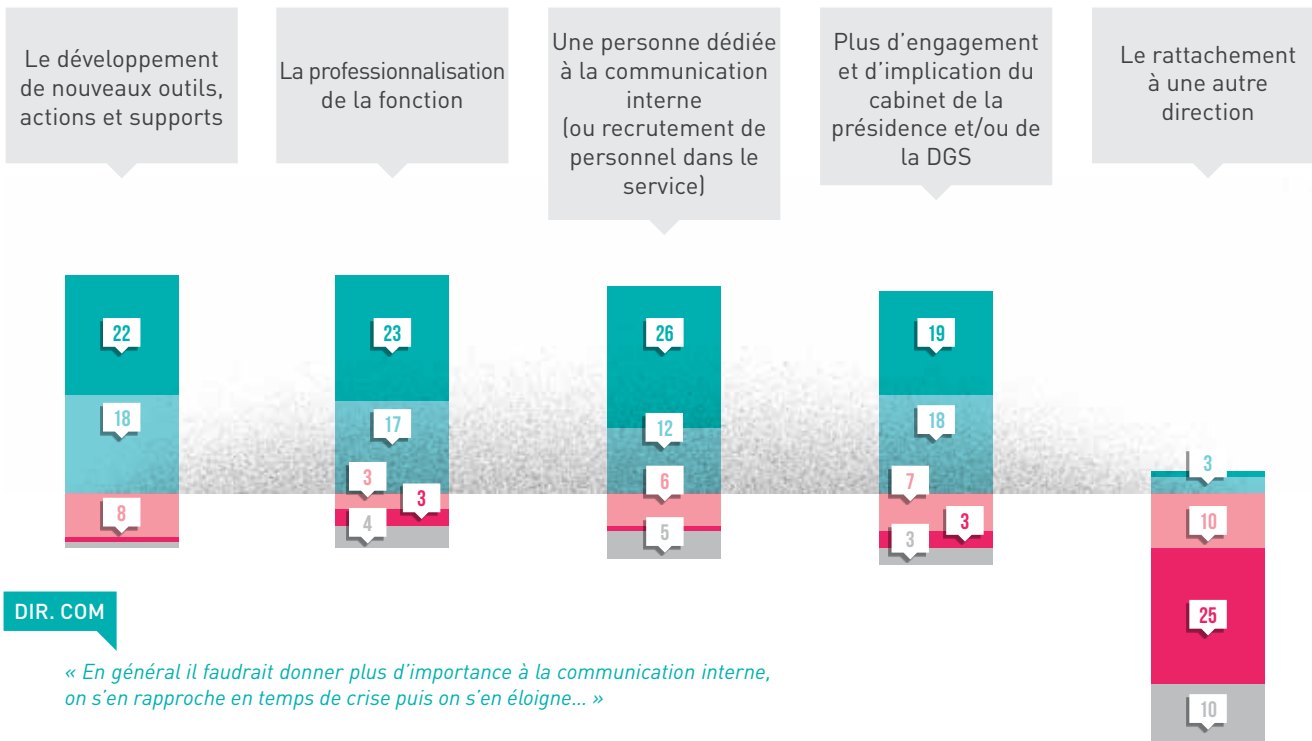 Le développement
de nouveaux outils,
actions et supports
La professionnalisation
de la fonction
Une personne dédiée
à la communication
interne
(ou recrutement de
personnel dans le
service)
Plus d'engagement
et d'implication du
cabinet de la
présidence et/ou de
la DGS
Le rattachement
à une autre
direction
22
18
8
23
17
3
3
4
26
12
6
5
19
18
7
3
3
3
10
25
10
DIR. COM
« En général il faudrait donner plus d'importance à la communication interne,
on s'en rapproche en temps de crise puis on s'en éloigne... »